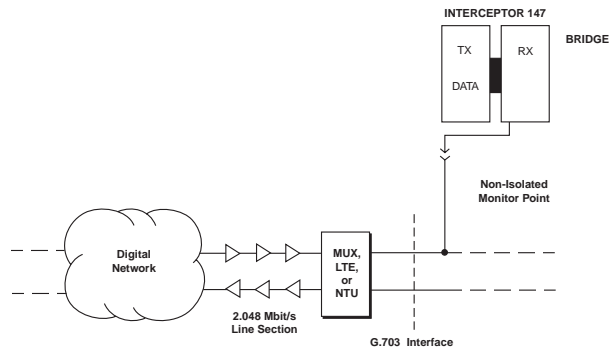 INTERCEPTOR 147
BRIDGE
TX
DATA
RX
Non-Isolated
Monitor Point
Digital
Network
MUX,
LTE,
or
NTU
2.048 Mbit/s
Line Section
G.703 Interface